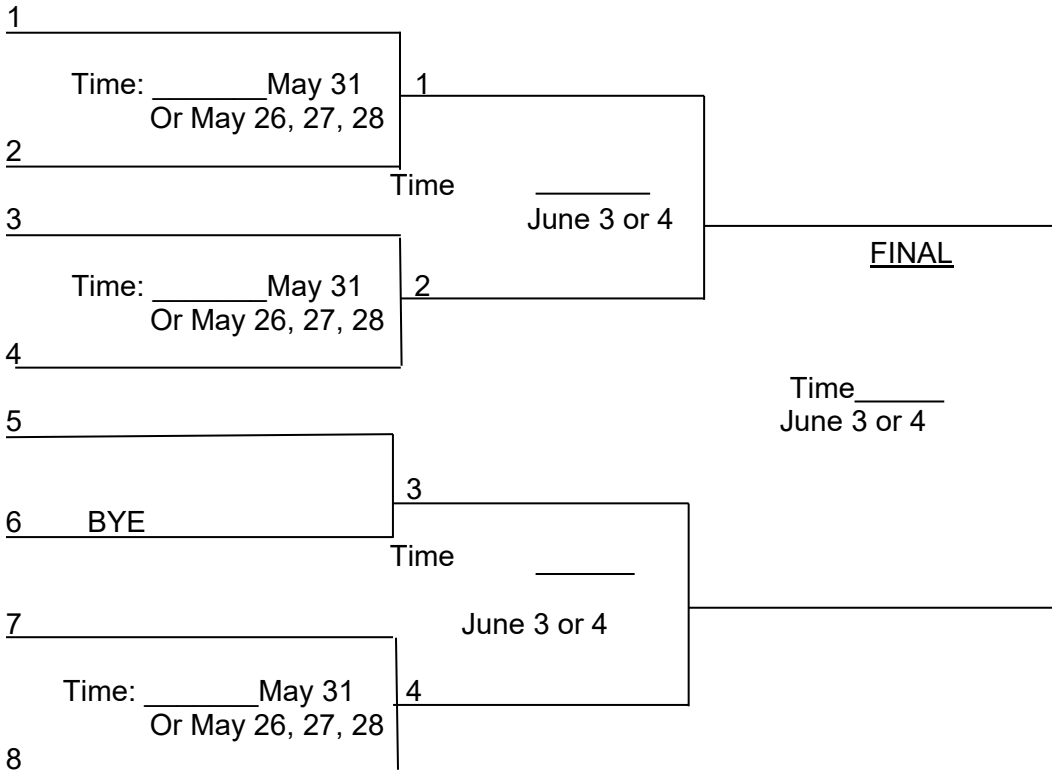 1
Time: _______May 31
1
Or May 26, 27, 28
2
Time _______
3
June 3 or 4
FINAL
Time: _______May 31
2
Or May 26, 27, 28
4
Time______
5
June 3 or 4
3
6 BYE
Time ______
7
June 3 or 4
Time: _______May 31
4
Or May 26, 27, 28
8